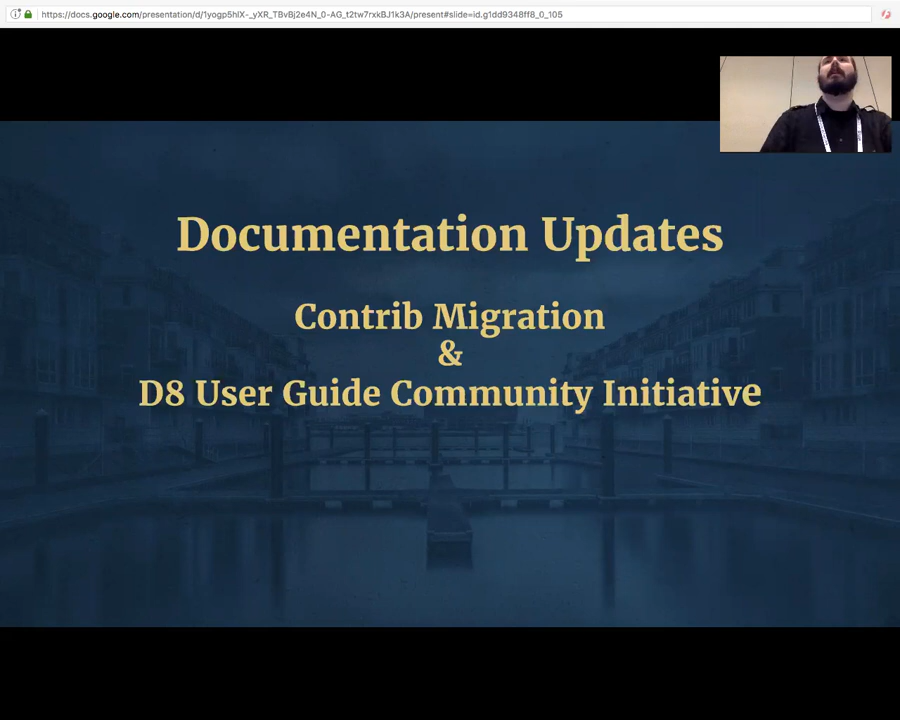 https://docs.google.com/presentation/d/1yogp5hlX-_yXR_TBvBj2e4N_0-AG_t2tw7rxkBJ1k3A/present#slide=id.g1dd9348ff8_0_105
Documentation Updates
Contrib Migration
&
D8 User Guide Community Initiative